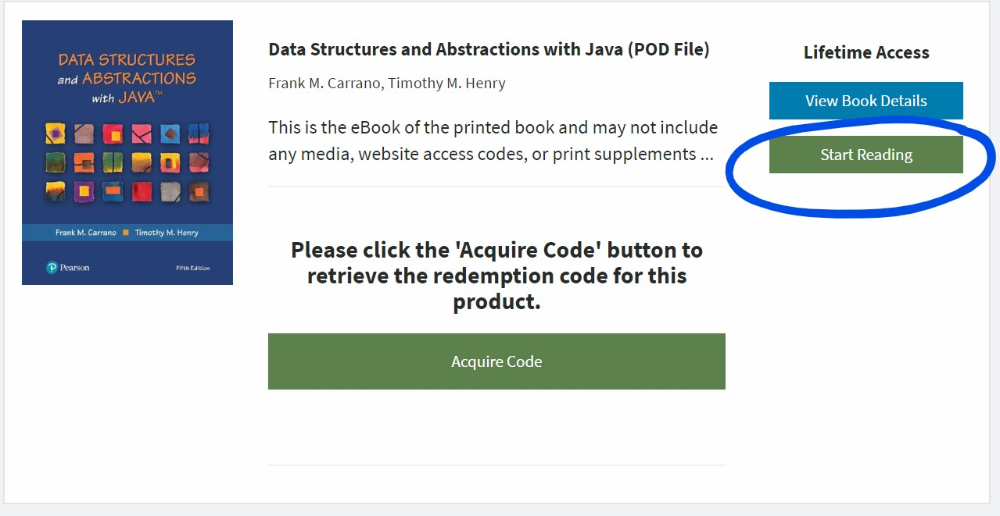 DATA STRUCTURES
and ABSTRACTIONS
with JAVA™
Frank M. Carrano Timothy M. Henry
P Pearson
Fifth Edition
Data Structures and Abstractions with Java (POD File)
Frank M. Carrano, Timothy M. Henry
This is the eBook of the printed book and may not include
any media, website access codes, or print supplements ...
Please click the 'Acquire Code' button to
retrieve the redemption code for this
product.
Acquire Code
Lifetime Access
View Book Details
Start Reading